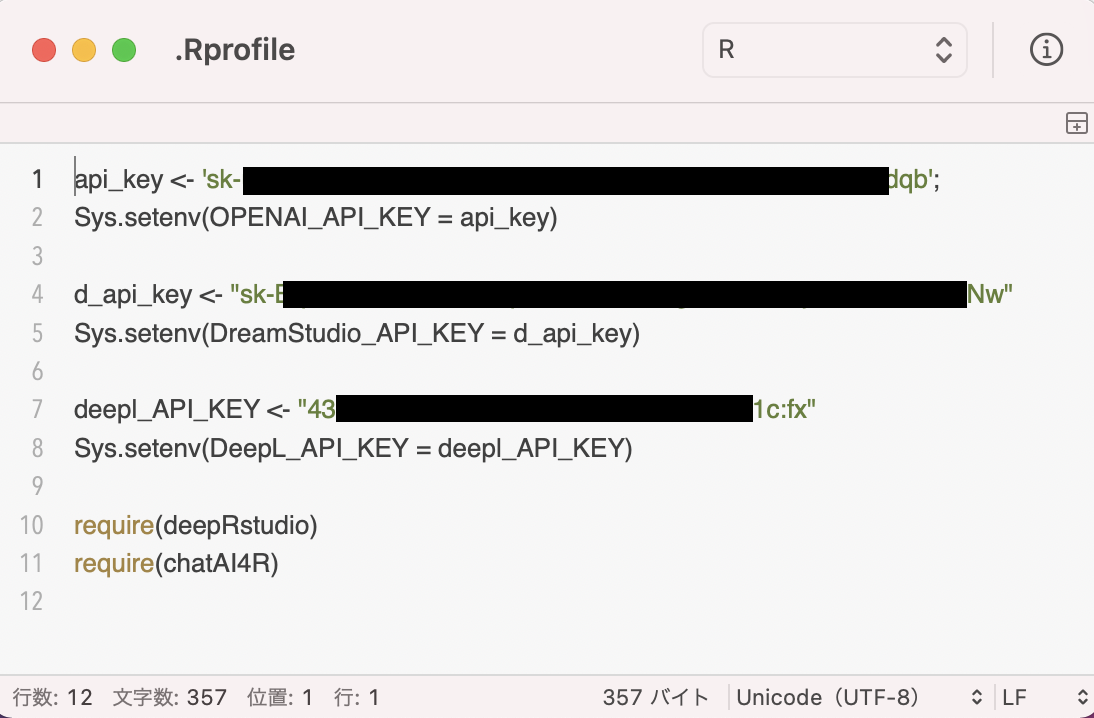 .Rprofile
R
1 api_key <- 'sk- dqb';
2 Sys.setenv(OPENAI_API_KEY = api_key)
3
4 d_api_key <- "sk-E Nw"
5 Sys.setenv(DreamStudio_API_KEY = d_api_key)
6
7 deepl_API_KEY <- "43 1c:fx"
8 Sys.setenv(DeepL_API_KEY = deepl_API_KEY)
9
10 require(deepRstudio)
11 require(chatAI4R)
12
行数: 12 文字数: 357 位置: 1 行: 1 357 バイト Unicode（UTF-8） LF